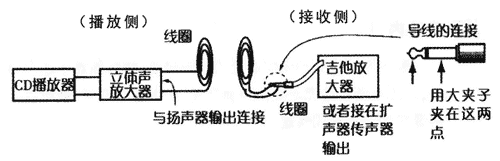 （播放侧）
线圈
（接收侧）
导线的连接
CD播放器
立体声
放大器
吉他放
大器
与扬声器输出连接
线圈
或者接在扩
声器传声器
输出
用大夹子
夹在这两
点